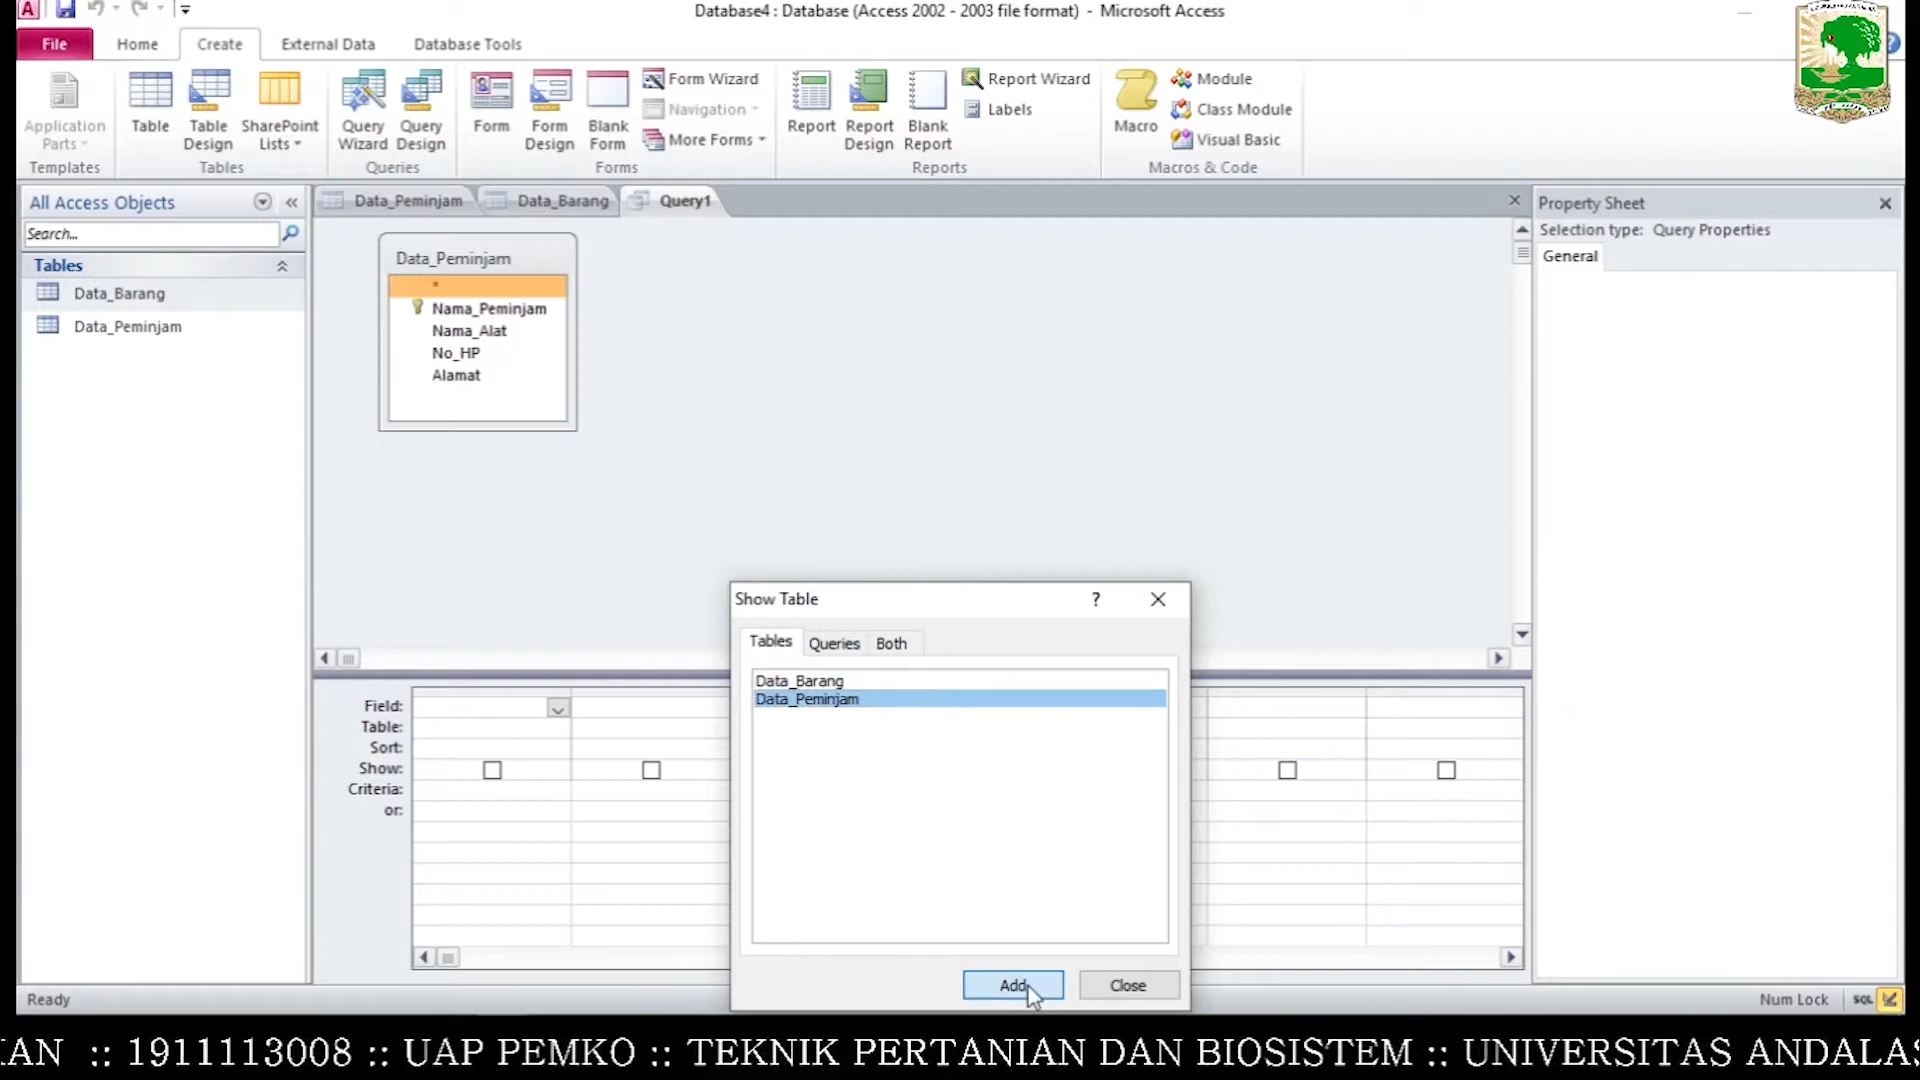 Database4 : Database (Access 2002 - 2003 file format) - Microsoft Access
File Home Create External Data Database Tools
Application Parts
Templates
Table
Table Design
SharePoint Lists
Tables
Query Wizard
Query Design
Queries
Form
Form Design
Blank Form
Form Wizard
Navigation
More Forms
Forms
Report
Report Design
Blank Report
Report Wizard
Labels
Reports
Macro
Module
Class Module
Visual Basic
Macros & Code
All Access Objects
Search...
Tables
Data_Barang
Data_Peminjam
Data_Peminjam Data_Barang Query1
Data_Peminjam
*
Nama_Peminjam
Nama_Alat
No_HP
Alamat
Property Sheet
Selection type: Query Properties
General
Field:
Table:
Sort:
Show:
Criteria:
or:
Show Table ?
Tables Queries Both
Data_Barang
Data_Peminjam
Add Close
Ready Num Lock SQL
KAN :: 1911113008 :: UAP PEMKO :: TEKNIK PERTANIAN DAN BIOSISTEM :: UNIVERSITAS ANDALAS